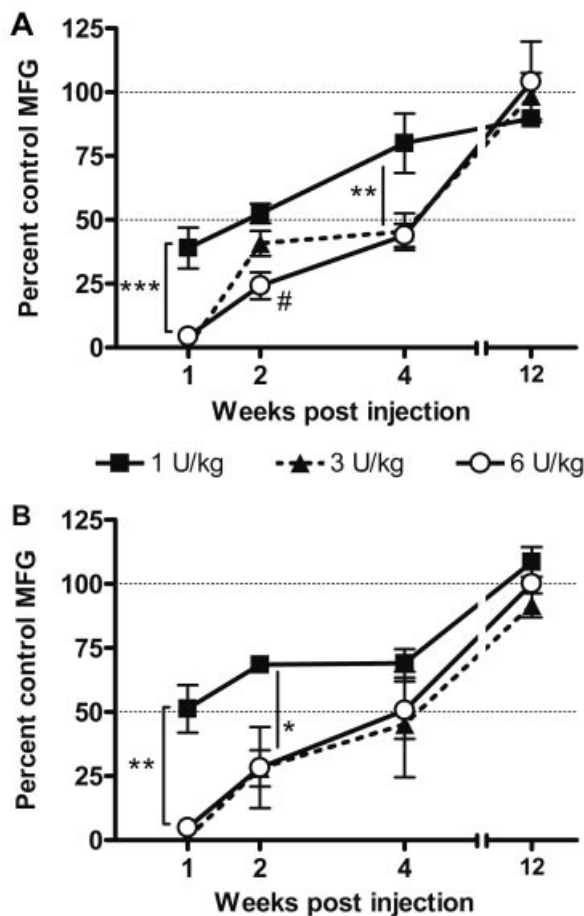 A
125
100
75
50
25
0
Percent control MFG
***
**
#
1 2 4 12
Weeks post injection
1 U/kg 3 U/kg 6 U/kg
B
125
100
75
50
25
0
Percent control MFG
**
*
1 2 4 12
Weeks post injection